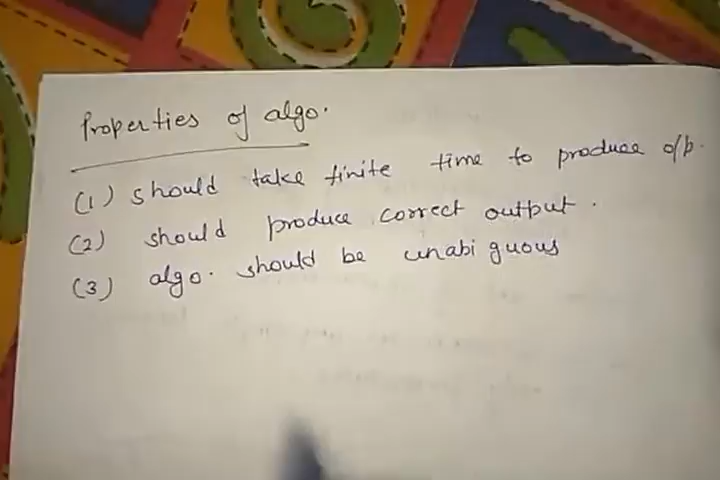 Properties of algo.
(1) should take finite time to produce o/p.
(2) should produce correct output.
(3) algo. should be unabiguous